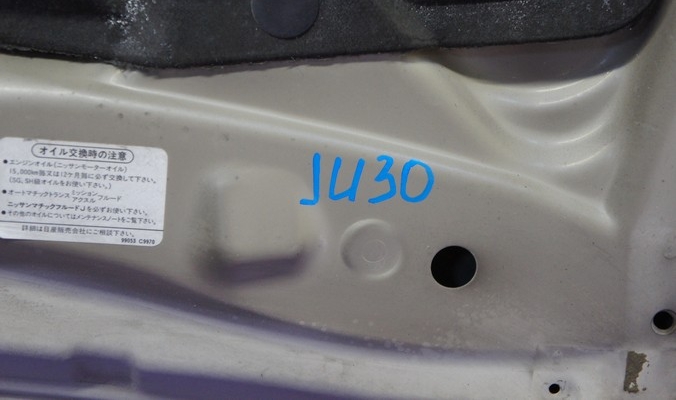 オイル交換時の注意
●エンジンオイル(ニッサンモーターオイル)
15,000km毎又は12ケ月毎に必ず交換して下さい。
(SG, SH級オイルをお使い下さい。)
●オートマチックトランス ミッション フルード
アクスル
ニッサンマチックフルードJを必ずお使い下さい。
●その他のオイルについてはメンテナンスノートをご覧下さい。
詳細は日産販売会社にご相談下さい。
99053 C9970
JU30